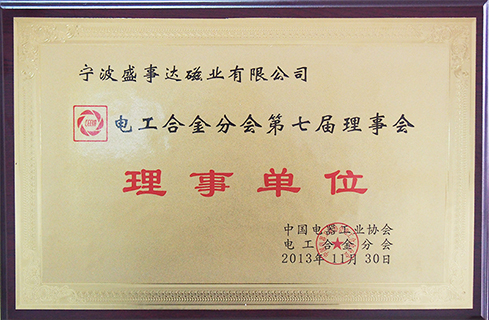 宁波盛事达磁业有限公司
电工合金分会第七届理事会
理事单位
中国电器工业协会
电工合金分会
2013年11月30日